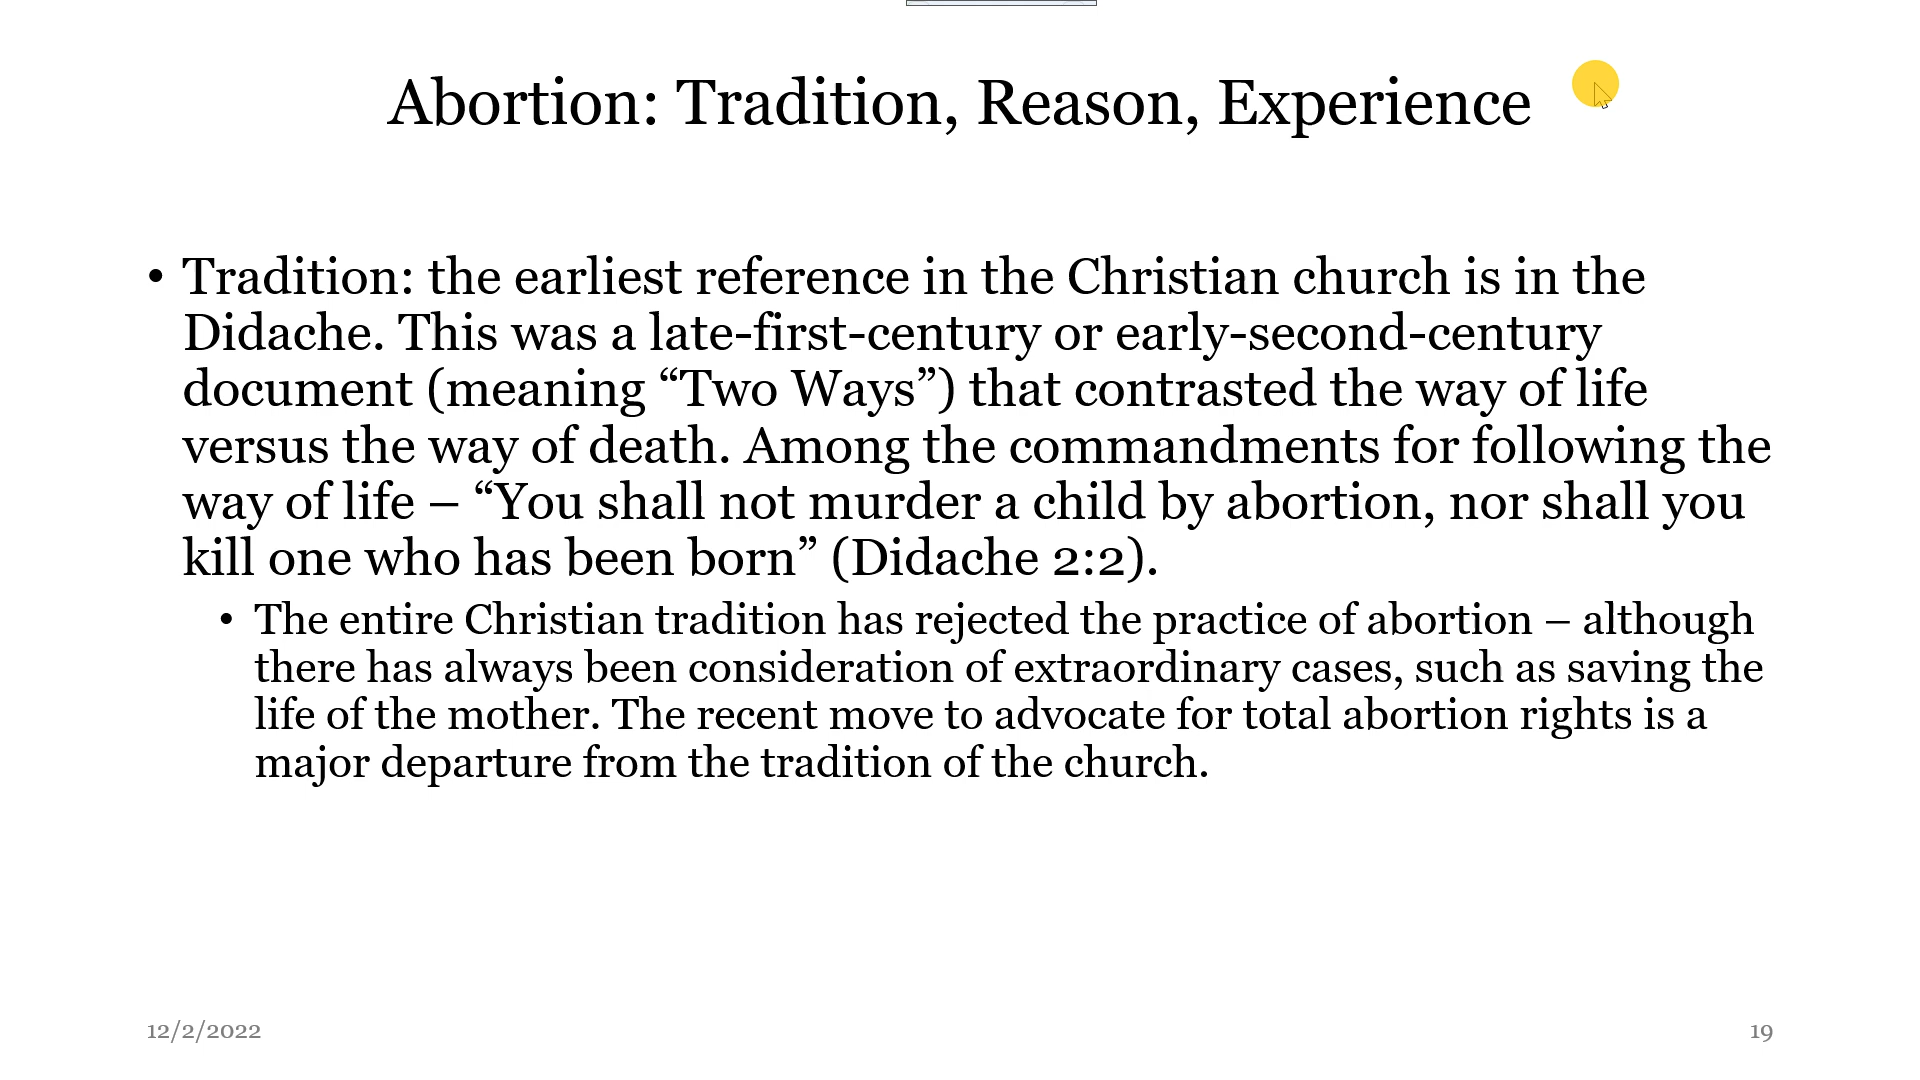 Abortion: Tradition, Reason, Experience
• Tradition: the earliest reference in the Christian church is in the
Didache. This was a late-first-century or early-second-century
document (meaning “Two Ways”) that contrasted the way of life
versus the way of death. Among the commandments for following the
way of life – “You shall not murder a child by abortion, nor shall you
kill one who has been born” (Didache 2:2).
• The entire Christian tradition has rejected the practice of abortion – although
there has always been consideration of extraordinary cases, such as saving the
life of the mother. The recent move to advocate for total abortion rights is a
major departure from the tradition of the church.
12/2/2022
19